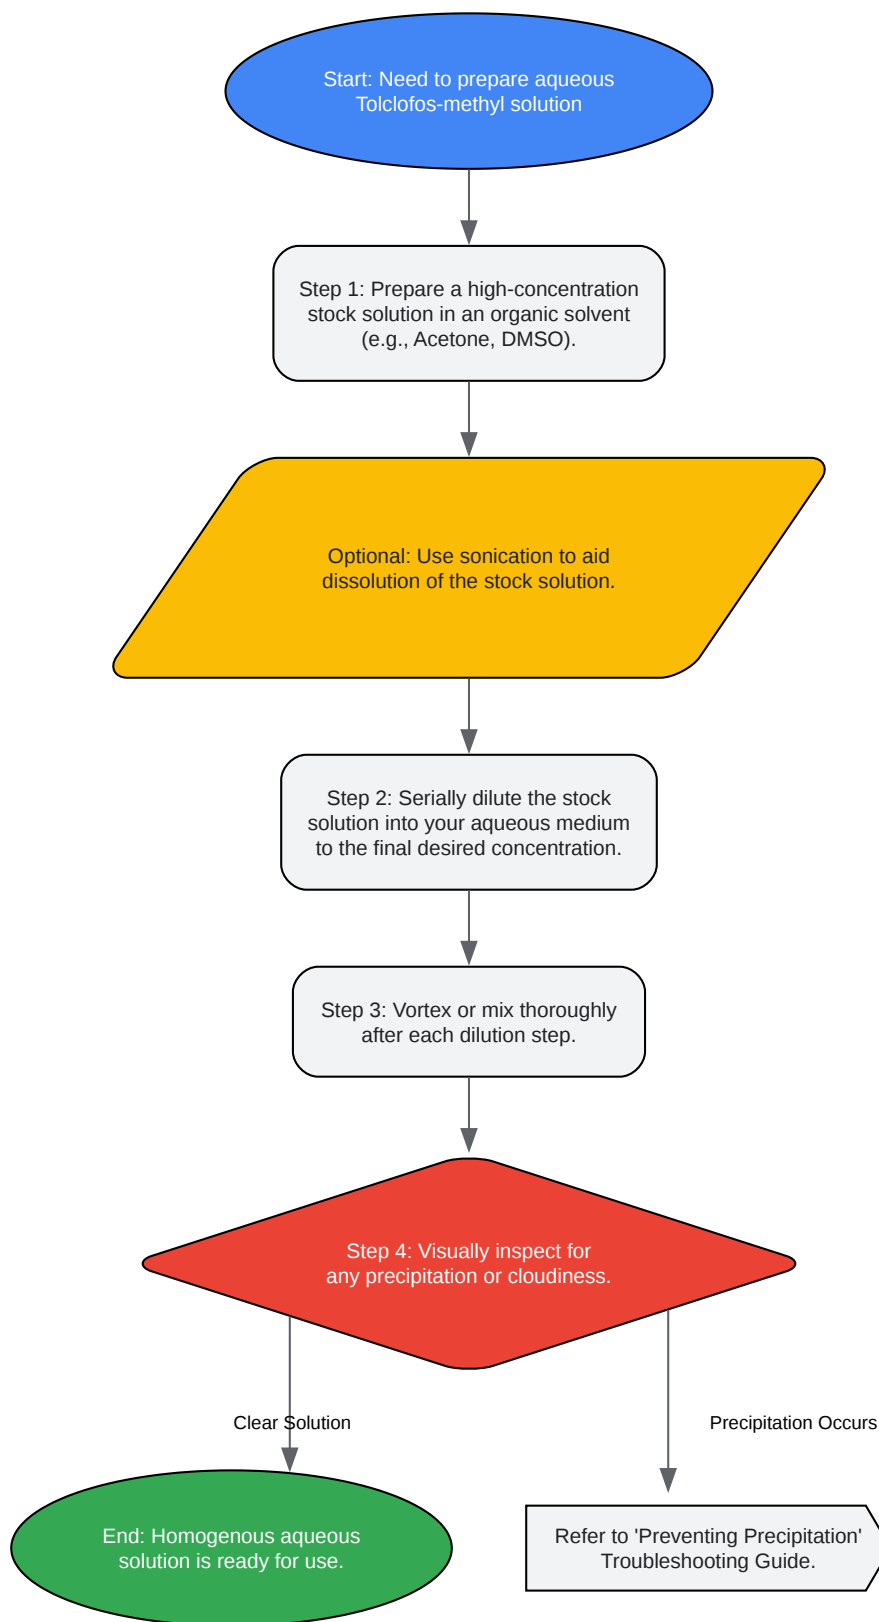 Start: Need to prepare aqueous
Tolclofos-methyl solution
Step 1: Prepare a high-concentration
stock solution in an organic solvent
(e.g., Acetone, DMSO).
Optional: Use sonication to aid
dissolution of the stock solution.
Step 2: Serially dilute the stock
solution into your aqueous medium
to the final desired concentration.
Step 3: Vortex or mix thoroughly
after each dilution step.
Step 4: Visually inspect for
any precipitation or cloudiness.
Clear Solution
Precipitation Occurs
End: Homogenous aqueous
solution is ready for use.
Refer to 'Preventing Precipitation'
Troubleshooting Guide.